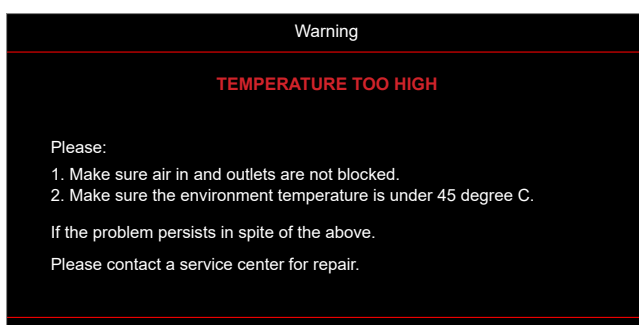 Warning
TEMPERATURE TOO HIGH
Please:
1. Make sure air in and outlets are not blocked.
2. Make sure the environment temperature is under 45 degree C.
If the problem persists in spite of the above.
Please contact a service center for repair.